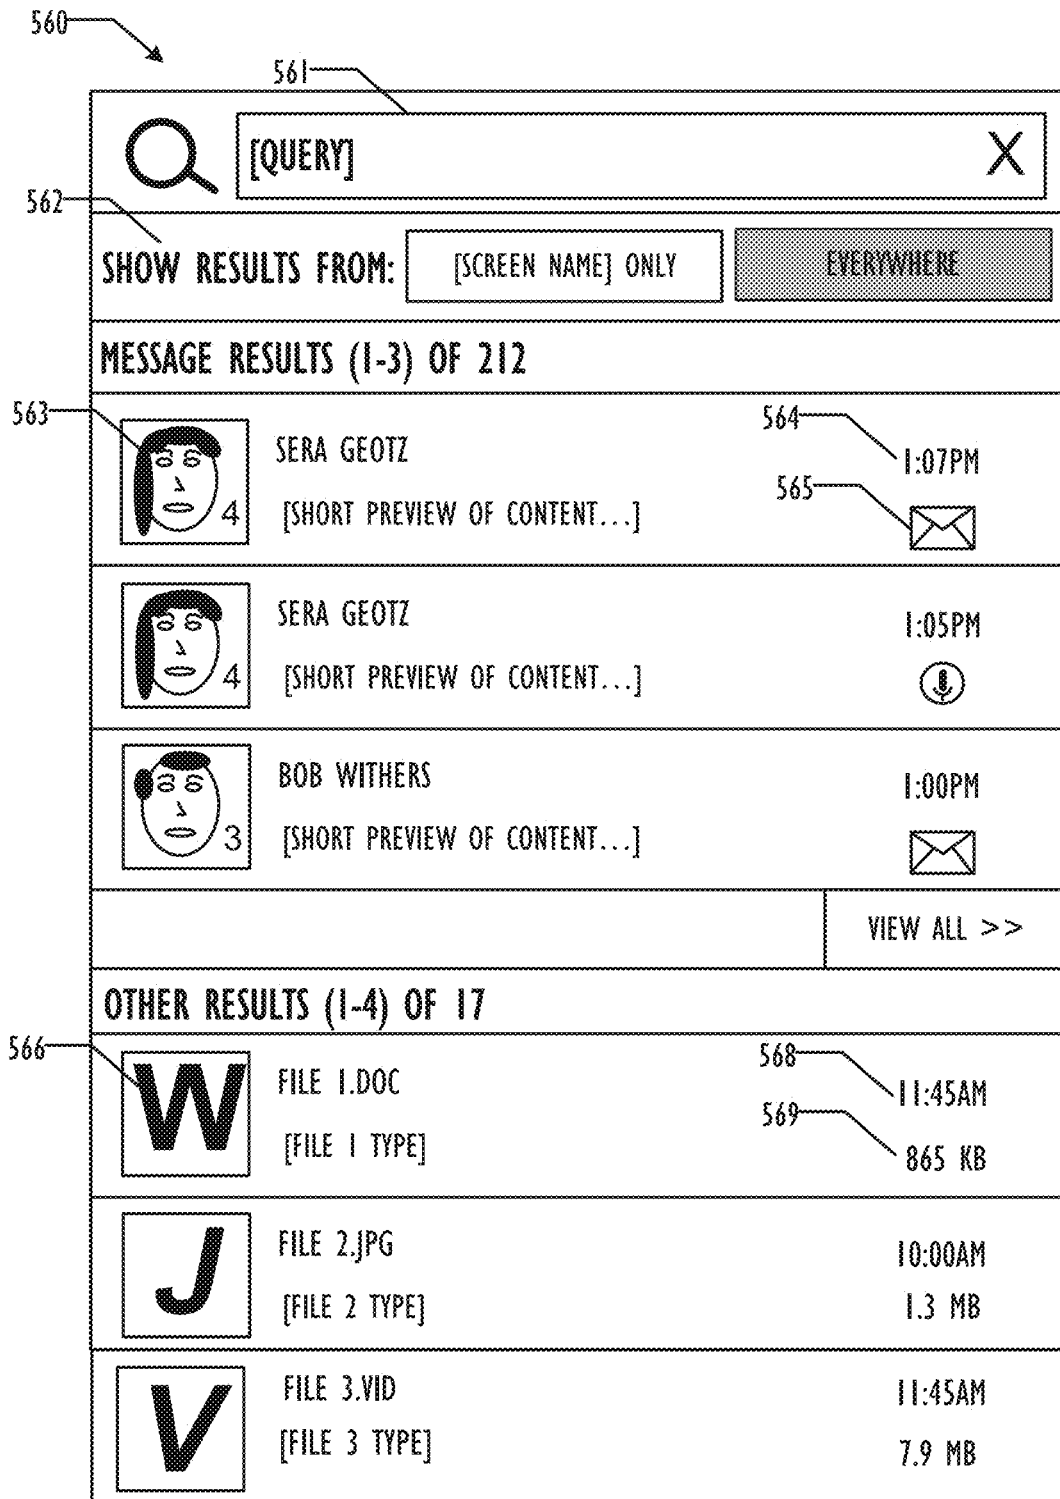 560
561
[QUERY] X
562
SHOW RESULTS FROM: [SCREEN NAME] ONLY EVERYWHERE
MESSAGE RESULTS (1-3) OF 212
563
4
SERA GEOTZ
[SHORT PREVIEW OF CONTENT...]
564
1:07PM
565
4
SERA GEOTZ
[SHORT PREVIEW OF CONTENT...]
1:05PM
3
BOB WITHERS
[SHORT PREVIEW OF CONTENT...]
1:00PM
VIEW ALL >>
OTHER RESULTS (1-4) OF 17
566
W
FILE 1.DOC
[FILE 1 TYPE]
568
11:45AM
569
865 KB
J
FILE 2.JPG
[FILE 2 TYPE]
10:00AM
1.3 MB
V
FILE 3.VID
[FILE 3 TYPE]
11:45AM
7.9 MB